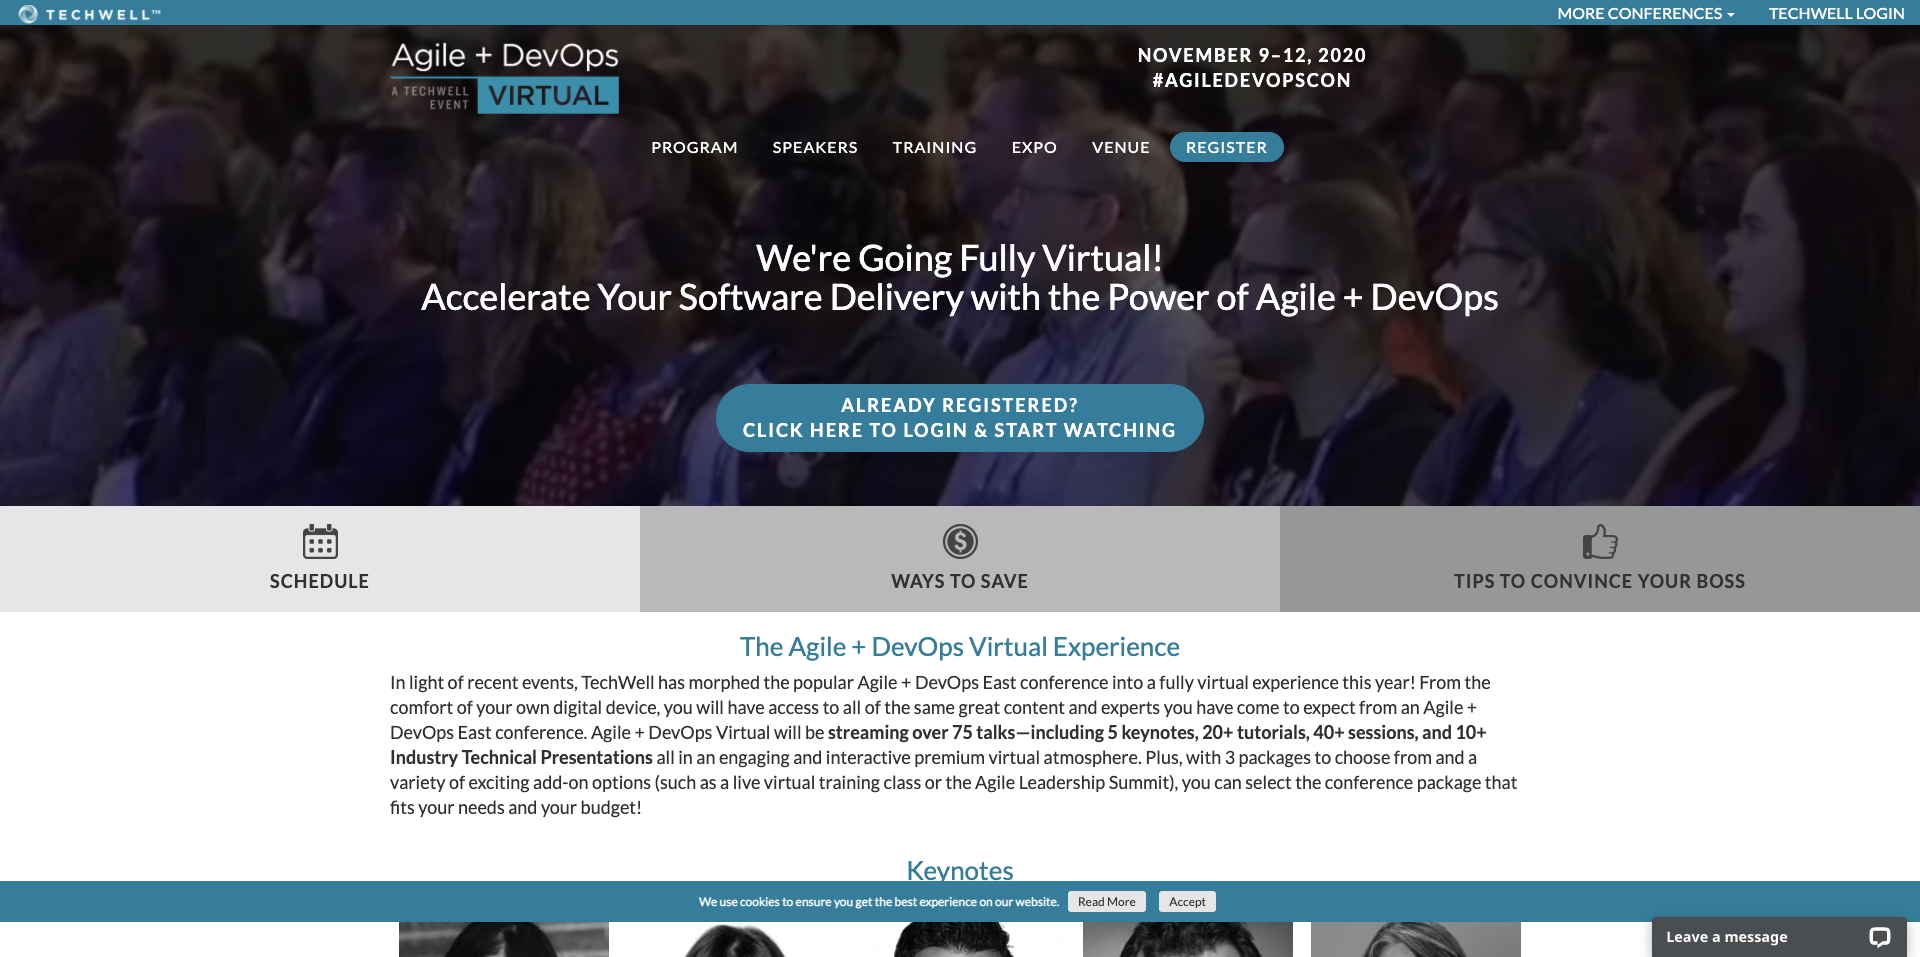 TECHWELL™
MORE CONFERENCES
TECHWELL LOGIN
Agile + DevOps
A TECHWELL
EVENT
VIRTUAL
NOVEMBER 9–12, 2020
#AGILEDEVOPSCON
PROGRAM
SPEAKERS
TRAINING
EXPO
VENUE
REGISTER
We're Going Fully Virtual!
Accelerate Your Software Delivery with the Power of Agile + DevOps
ALREADY REGISTERED?
CLICK HERE TO LOGIN & START WATCHING
SCHEDULE
WAYS TO SAVE
TIPS TO CONVINCE YOUR BOSS
The Agile + DevOps Virtual Experience
In light of recent events, TechWell has morphed the popular Agile + DevOps East conference into a fully virtual experience this year! From the
comfort of your own digital device, you will have access to all of the same great content and experts you have come to expect from an Agile +
DevOps East conference. Agile + DevOps Virtual will be streaming over 75 talks—including 5 keynotes, 20+ tutorials, 40+ sessions, and 10+
Industry Technical Presentations all in an engaging and interactive premium virtual atmosphere. Plus, with 3 packages to choose from and a
variety of exciting add-on options (such as a live virtual training class or the Agile Leadership Summit), you can select the conference package that
fits your needs and your budget!
Keynotes
We use cookies to ensure you get the best experience on our website.
Read More
Accept
Leave a message